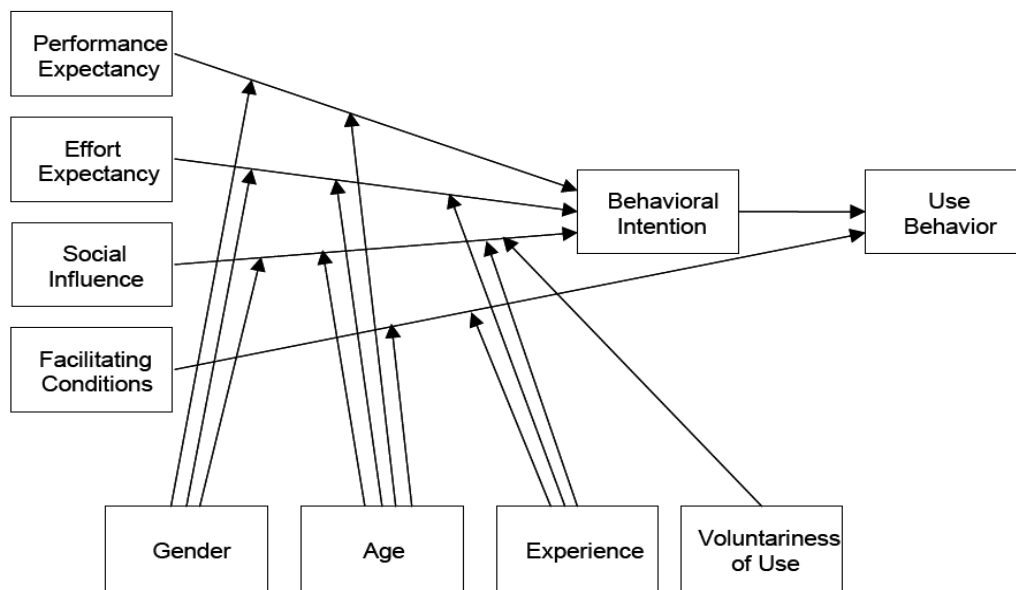 Performance
Expectancy
Effort
Expectancy
Social
Influence
Facilitating
Conditions
Behavioral
Intention
Use
Behavior
Gender
Age
Experience
Voluntariness
of Use